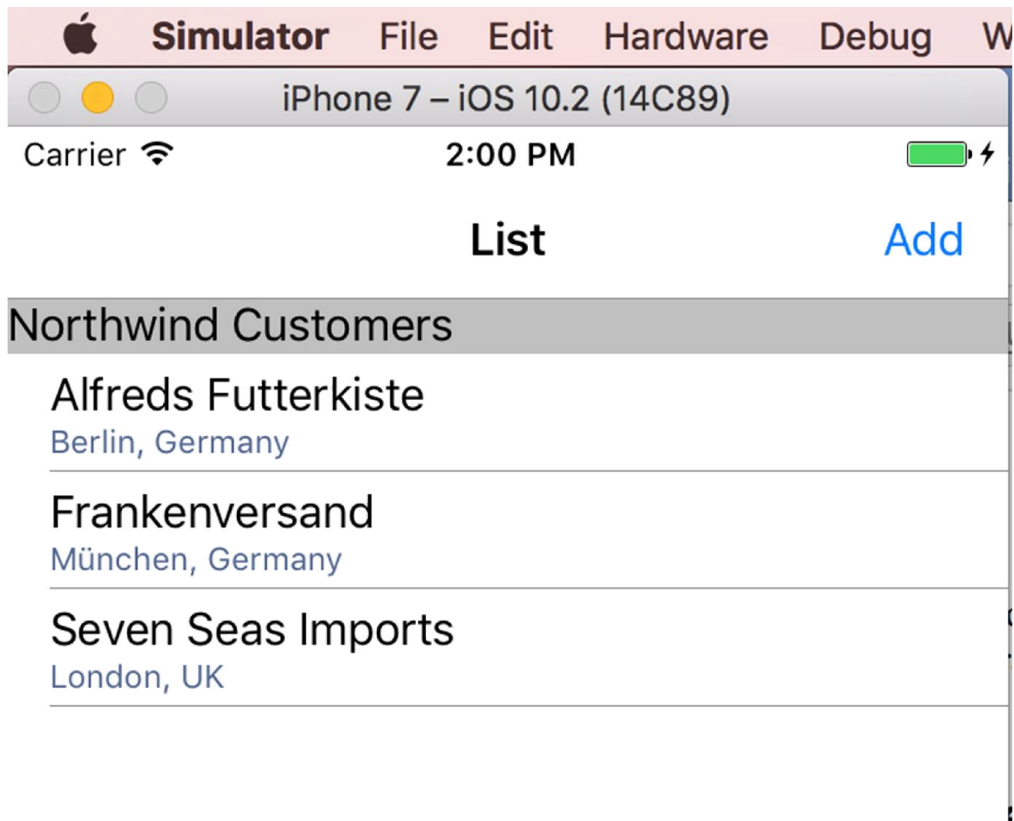 Simulator File Edit Hardware Debug
iPhone 7 – iOS 10.2 (14C89)
Carrier 2:00 PM
List Add
Northwind Customers
Alfreds Futterkiste
Berlin, Germany
Frankenversand
München, Germany
Seven Seas Imports
London, UK